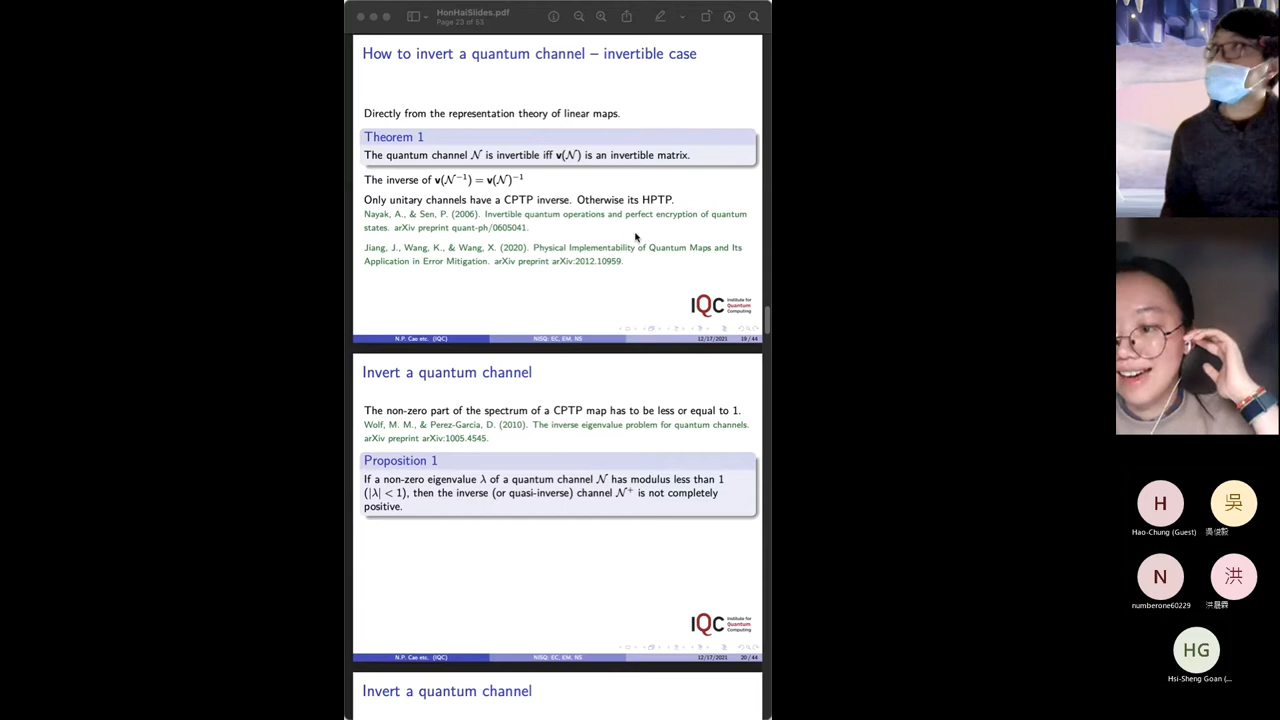 HonHaiSlides.pdf
Page 23 of 53
How to invert a quantum channel – invertible case
Directly from the representation theory of linear maps.
Theorem 1
The quantum channel 𝒩 is invertible iff v(𝒩) is an invertible matrix.
The inverse of v(𝒩⁻¹) = v(𝒩)⁻¹
Only unitary channels have a CPTP inverse. Otherwise its HPTP.
Nayak, A., & Sen, P. (2006). Invertible quantum operations and perfect encryption of quantum
states. arXiv preprint quant-ph/0605041.
Jiang, J., Wang, K., & Wang, X. (2020). Physical Implementability of Quantum Maps and Its
Application in Error Mitigation. arXiv preprint arXiv:2012.10959.
IQC Institute for
Quantum
Computing
N.P. Cao etc. (IQC) NISQ: EC, EM, NS 12/17/2021 19 / 44
Invert a quantum channel
The non-zero part of the spectrum of a CPTP map has to be less or equal to 1.
Wolf, M. M., & Perez-Garcia, D. (2010). The inverse eigenvalue problem for quantum channels.
arXiv preprint arXiv:1005.4545.
Proposition 1
If a non-zero eigenvalue λ of a quantum channel 𝒩 has modulus less than 1
(|λ| < 1), then the inverse (or quasi-inverse) channel 𝒩⁺ is not completely
positive.
IQC Institute for
Quantum
Computing
N.P. Cao etc. (IQC) NISQ: EC, EM, NS 12/17/2021 20 / 44
Invert a quantum channel
H
吳
Hao-Chung (Guest)
N
洪
numberone60229
HG
Hsi-Sheng Goan (...